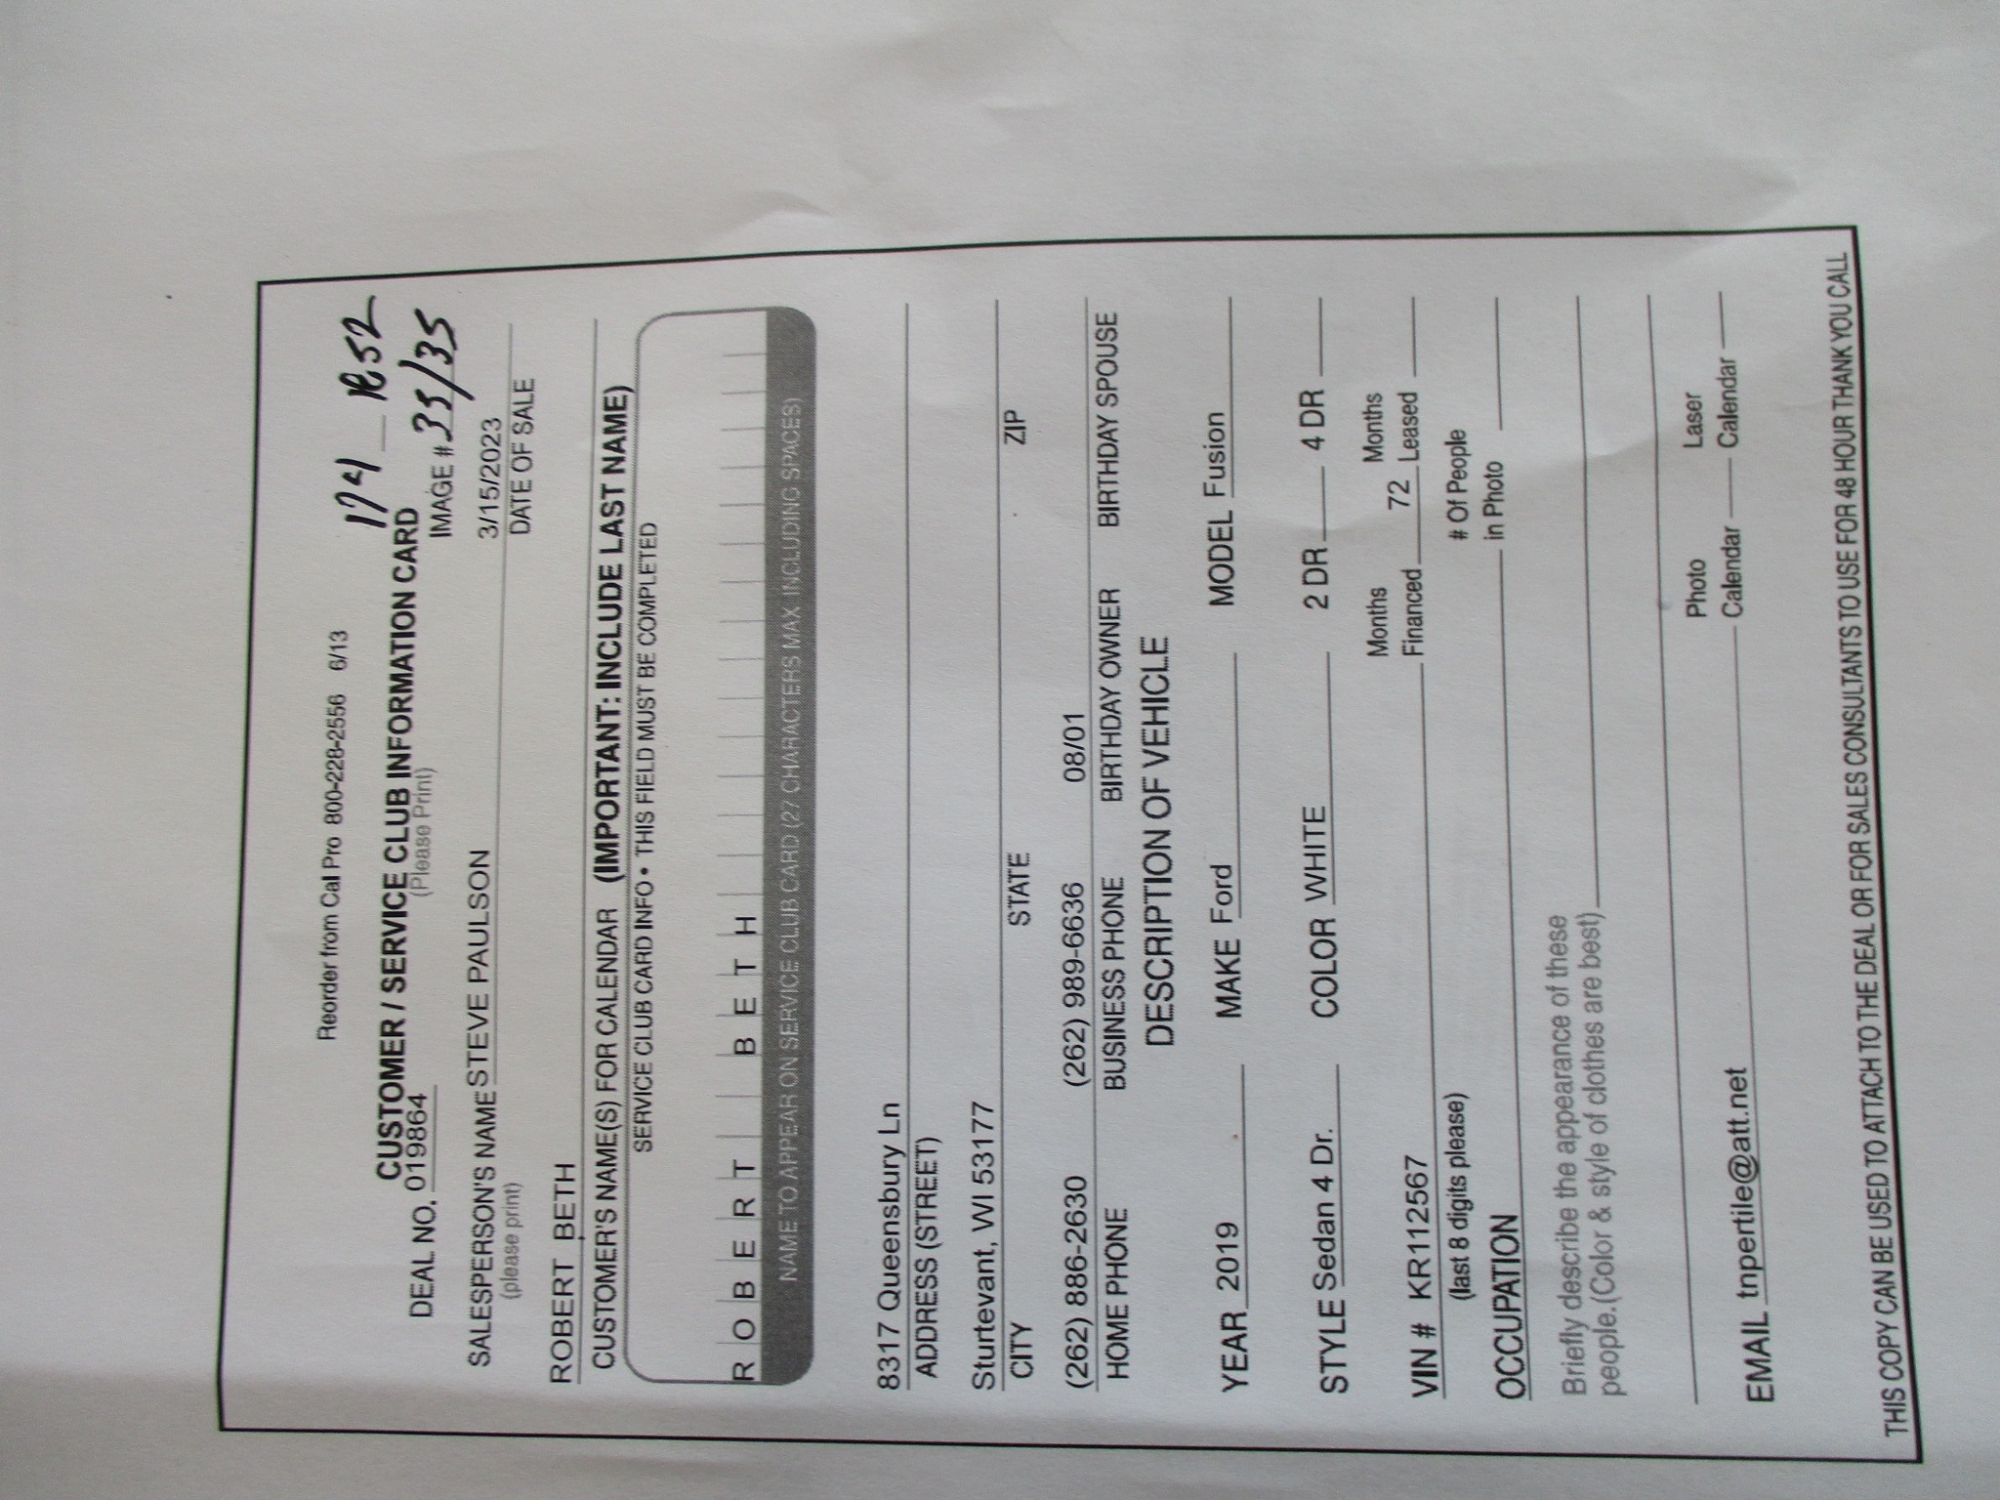 Reorder from Cal Pro 800-228-2556 6/13
CUSTOMER / SERVICE CLUB INFORMATION CARD
(Please Print)
DEAL NO. 019864 IMAGE # 35/35
SALESPERSON'S NAME STEVE PAULSON 3/15/2023
(please print) DATE OF SALE
ROBERT BETH
CUSTOMER'S NAME(S) FOR CALENDAR (IMPORTANT: INCLUDE LAST NAME)
SERVICE CLUB CARD INFO • THIS FIELD MUST BE COMPLETED
R O B E R T B E T H
NAME TO APPEAR ON SERVICE CLUB CARD (27 CHARACTERS MAX INCLUDING SPACES)
8317 Queensbury Ln
ADDRESS (STREET)
Sturtevant, WI 53177
CITY STATE ZIP
(262) 886-2630 (262) 989-6636 08/01
HOME PHONE BUSINESS PHONE BIRTHDAY OWNER BIRTHDAY SPOUSE
DESCRIPTION OF VEHICLE
YEAR 2019 MAKE Ford MODEL Fusion
STYLE Sedan 4 Dr. COLOR WHITE 2 DR 4 DR
Months Months
VIN # KR112567 Financed 72 Leased
(last 8 digits please) # Of People
OCCUPATION in Photo
Briefly describe the appearance of these
people.(Color & style of clothes are best)
Photo Laser
EMAIL tnpertile@att.net Calendar Calendar
THIS COPY CAN BE USED TO ATTACH TO THE DEAL OR FOR SALES CONSULTANTS TO USE FOR 48 HOUR THANK YOU CALL